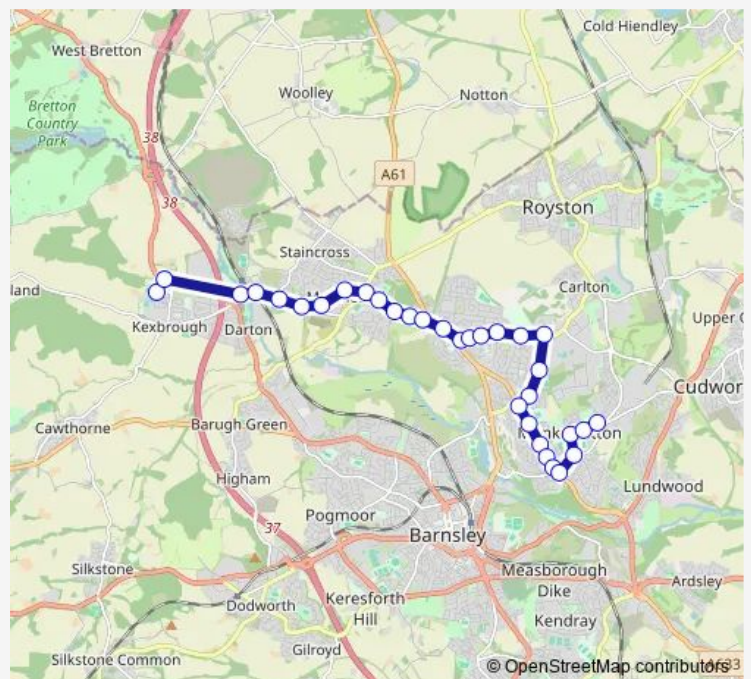 Cold Hiendley
West Bretton
Woolley
Notton
Bretton
Country
Park
38
A61
38
Royston
Staincross
land
Carlton
Kexbrough
Darton
Upper C
Cudwor
Cawthorne
Barugh Green
Higham
Lundwood
Pogmoor
37
Barnsley
Silkstone
Measborough
Dike
Ardsley
Dodworth
Keresforth
Hill
Kendray
Gilroyd
Silkstone Common
© OpenStreetMap contributors